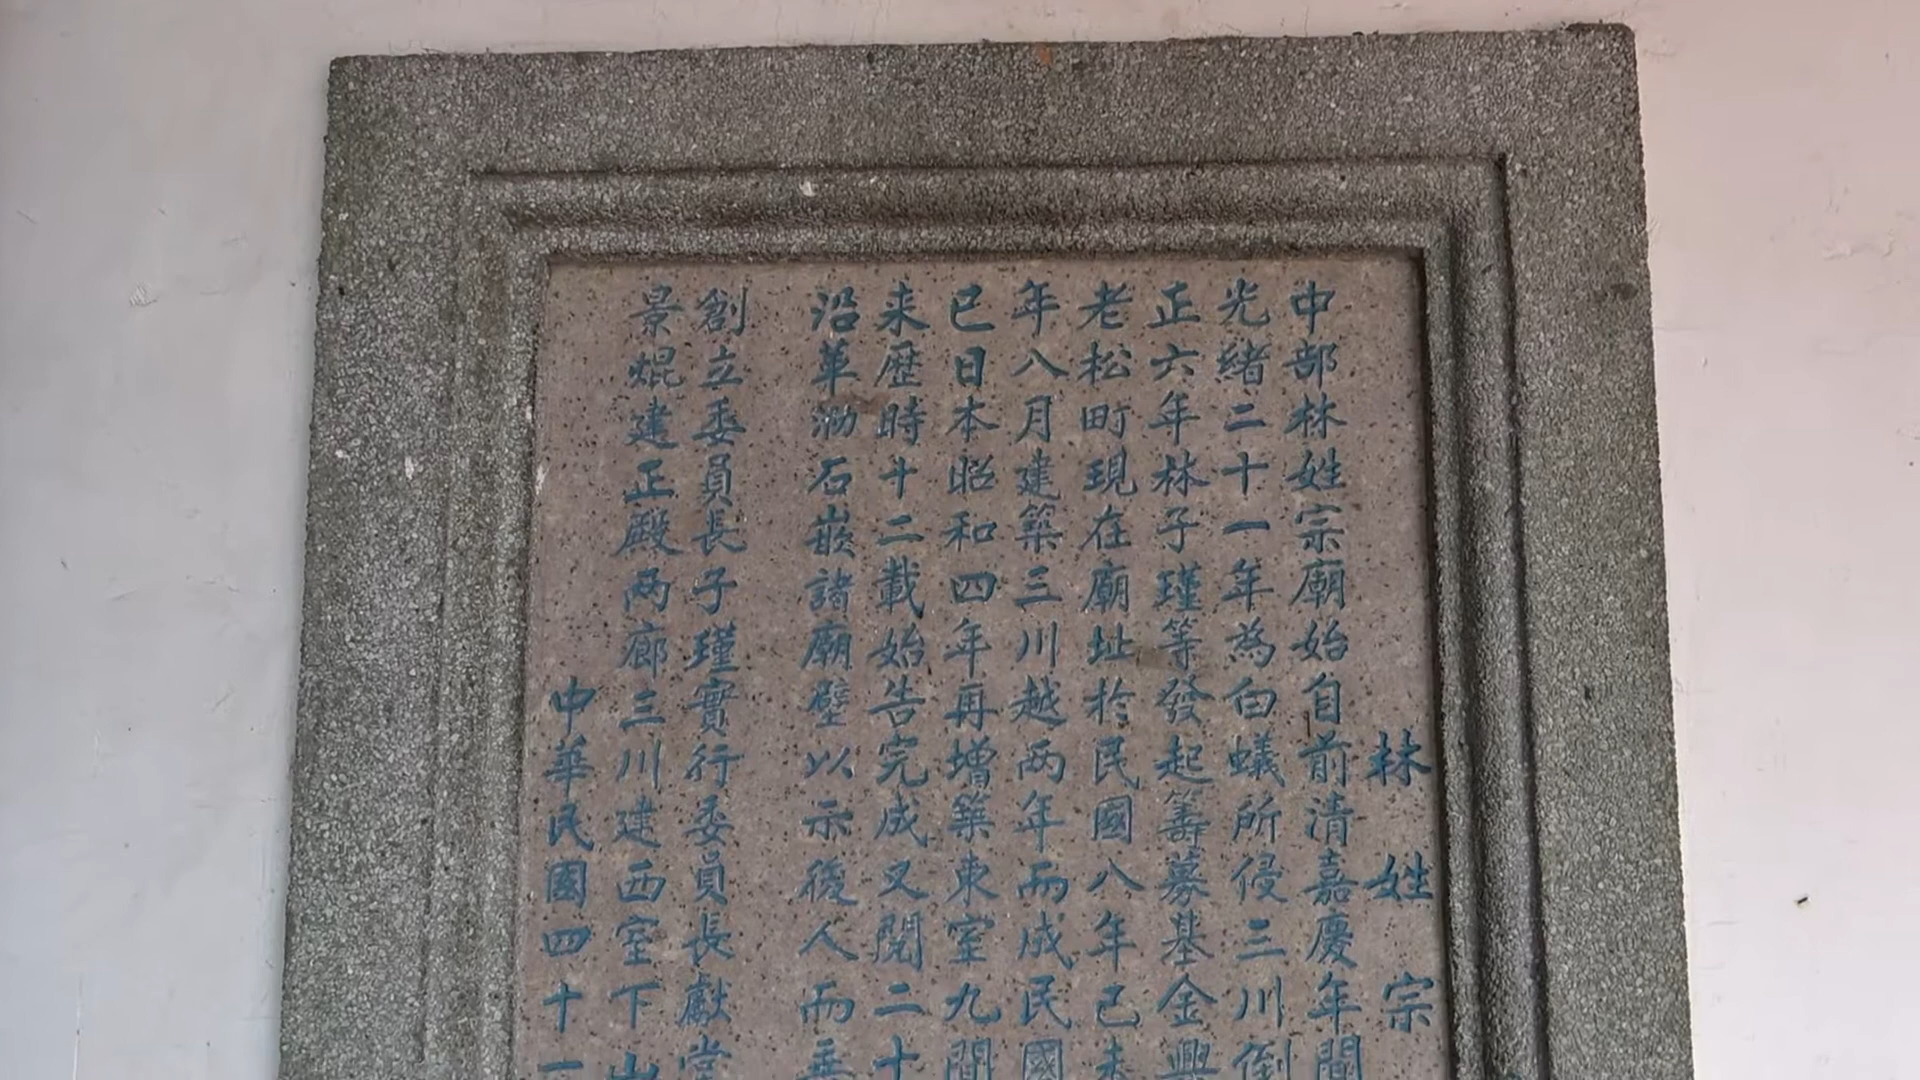 林姓宗
中部林姓宗廟始自前清嘉慶年間
光緒二十一年為白蟻所侵三川倒
正六年林子瑾等發起籌募基金興
老松町現在廟址於民國八年己未
年八月建築三川越两年而成民國
已日本昭和四年再增築東室九間
来歷時十二載始告完成又閱二十
沿革泐石嵌諸廟壁以示後人而垂
創立委員長子瑾實行委員長獻堂
景焜建正殿两廊三川建西室下山
中華民國四十一